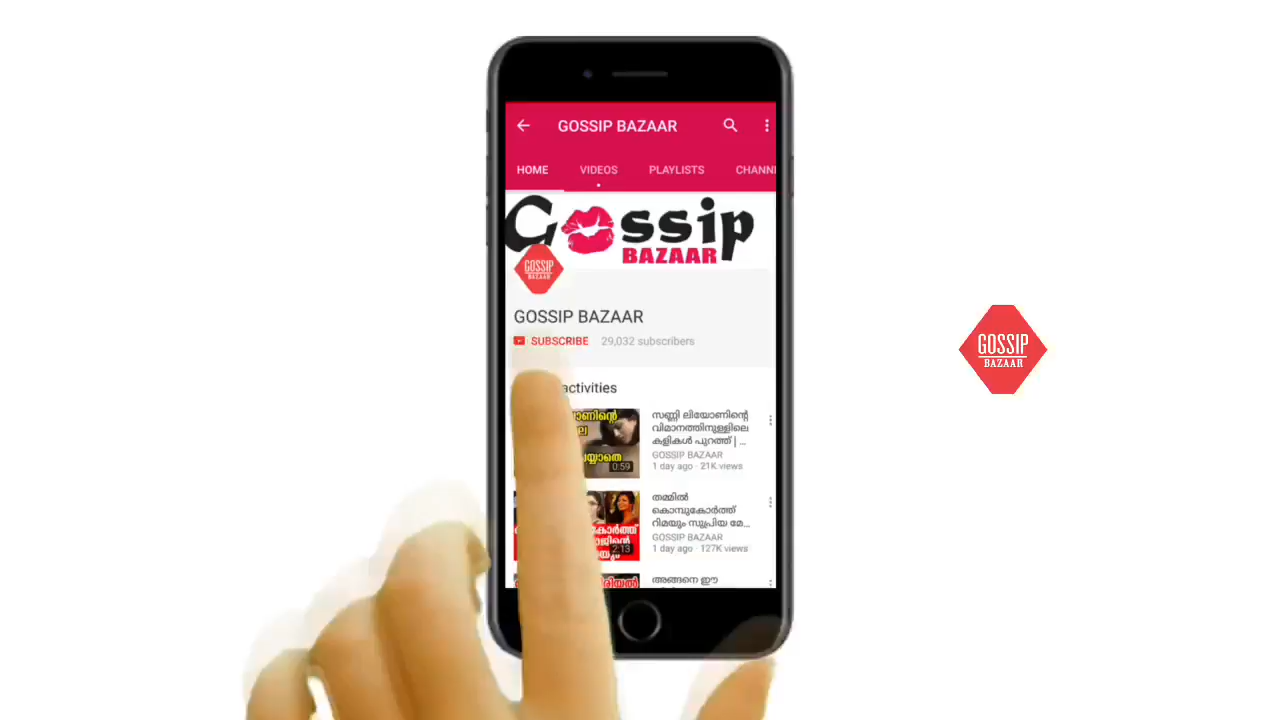 GOSSIP BAZAAR
HOME VIDEOS PLAYLISTS CHANN
Gossip
BAZAAR
GOSSIP
BAZAAR
GOSSIP BAZAAR
SUBSCRIBE 29,032 subscribers
activities
സണ്ണി ലിയോണിന്റെ
വിമാനത്തിനുള്ളിലെ
കളികൾ പുറത്ത് | ...
GOSSIP BAZAAR
1 day ago · 21K views
0:59
തമ്മിൽ
കൊമ്പുകോർത്ത്
റിമയും സുപ്രിയ മേ...
GOSSIP BAZAAR
1 day ago · 127K views
2:13
അങ്ങനെ ഈ
GOSSIP
BAZAAR